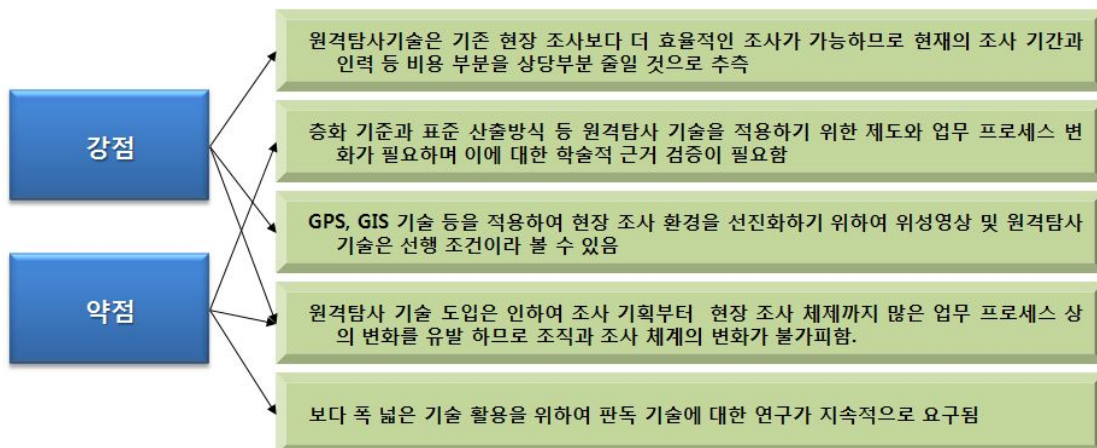 강점
약점
원격탐사기술은 기존 현장 조사보다 더 효율적인 조사가 가능하므로 현재의 조사 기간과
인력 등 비용 부분을 상당부분 줄일 것으로 추측
층화 기준과 표준 산출방식 등 원격탐사 기술을 적용하기 위한 제도와 업무 프로세스 변
화가 필요하며 이에 대한 학술적 근거 검증이 필요함
GPS, GIS 기술 등을 적용하여 현장 조사 환경을 선진화하기 위하여 위성영상 및 원격탐사
기술은 선행 조건이라 볼 수 있음
원격탐사 기술 도입은 인하여 조사 기획부터 현장 조사 체제까지 많은 업무 프로세스 상
의 변화를 유발 하므로 조직과 조사 체계의 변화가 불가피함.
보다 폭 넓은 기술 활용을 위하여 판독 기술에 대한 연구가 지속적으로 요구됨